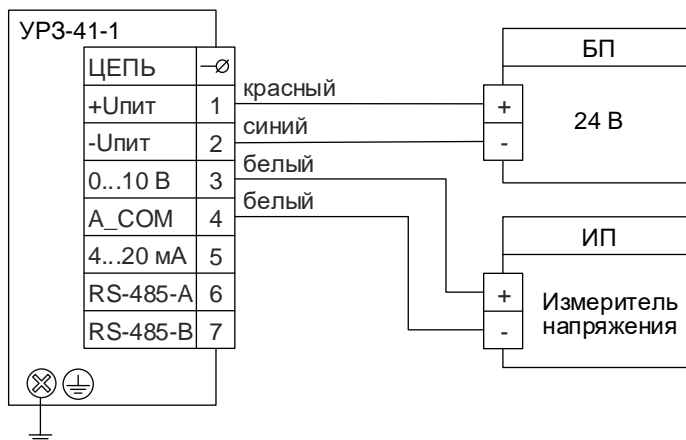 УРЗ-41-1
ЦЕПЬ
+Uпит 1
-Uпит 2
0...10 В 3
A_COM 4
4...20 мА 5
RS-485-A 6
RS-485-B 7
красный
синий
белый
белый
БП
+
-
24 В
ИП
+
-
Измеритель
напряжения